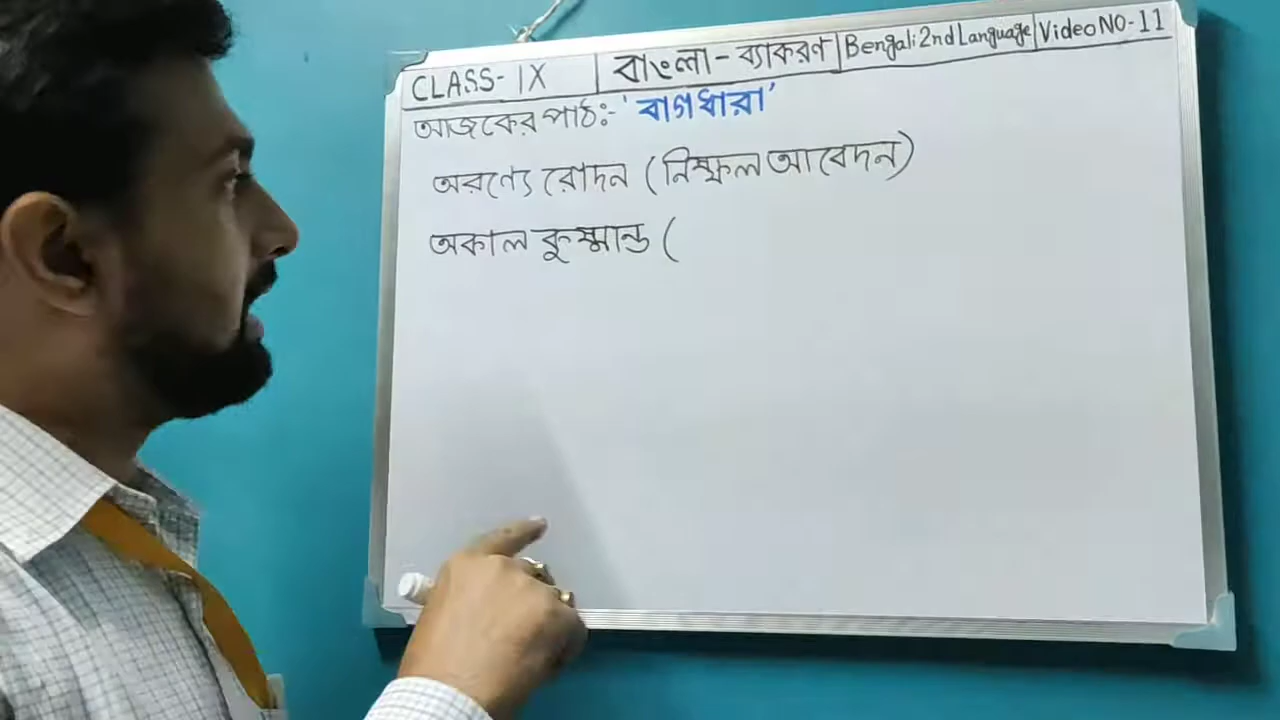 CLASS-IX | বাংলা-ব্যাকরণ | Bengali 2nd Language | Video NO-11
আজকের পাঠঃ- 'বাগধারা'
অরণ্যে রোদন (নিষ্ফল আবেদন)
অকাল কুষ্মান্ড (